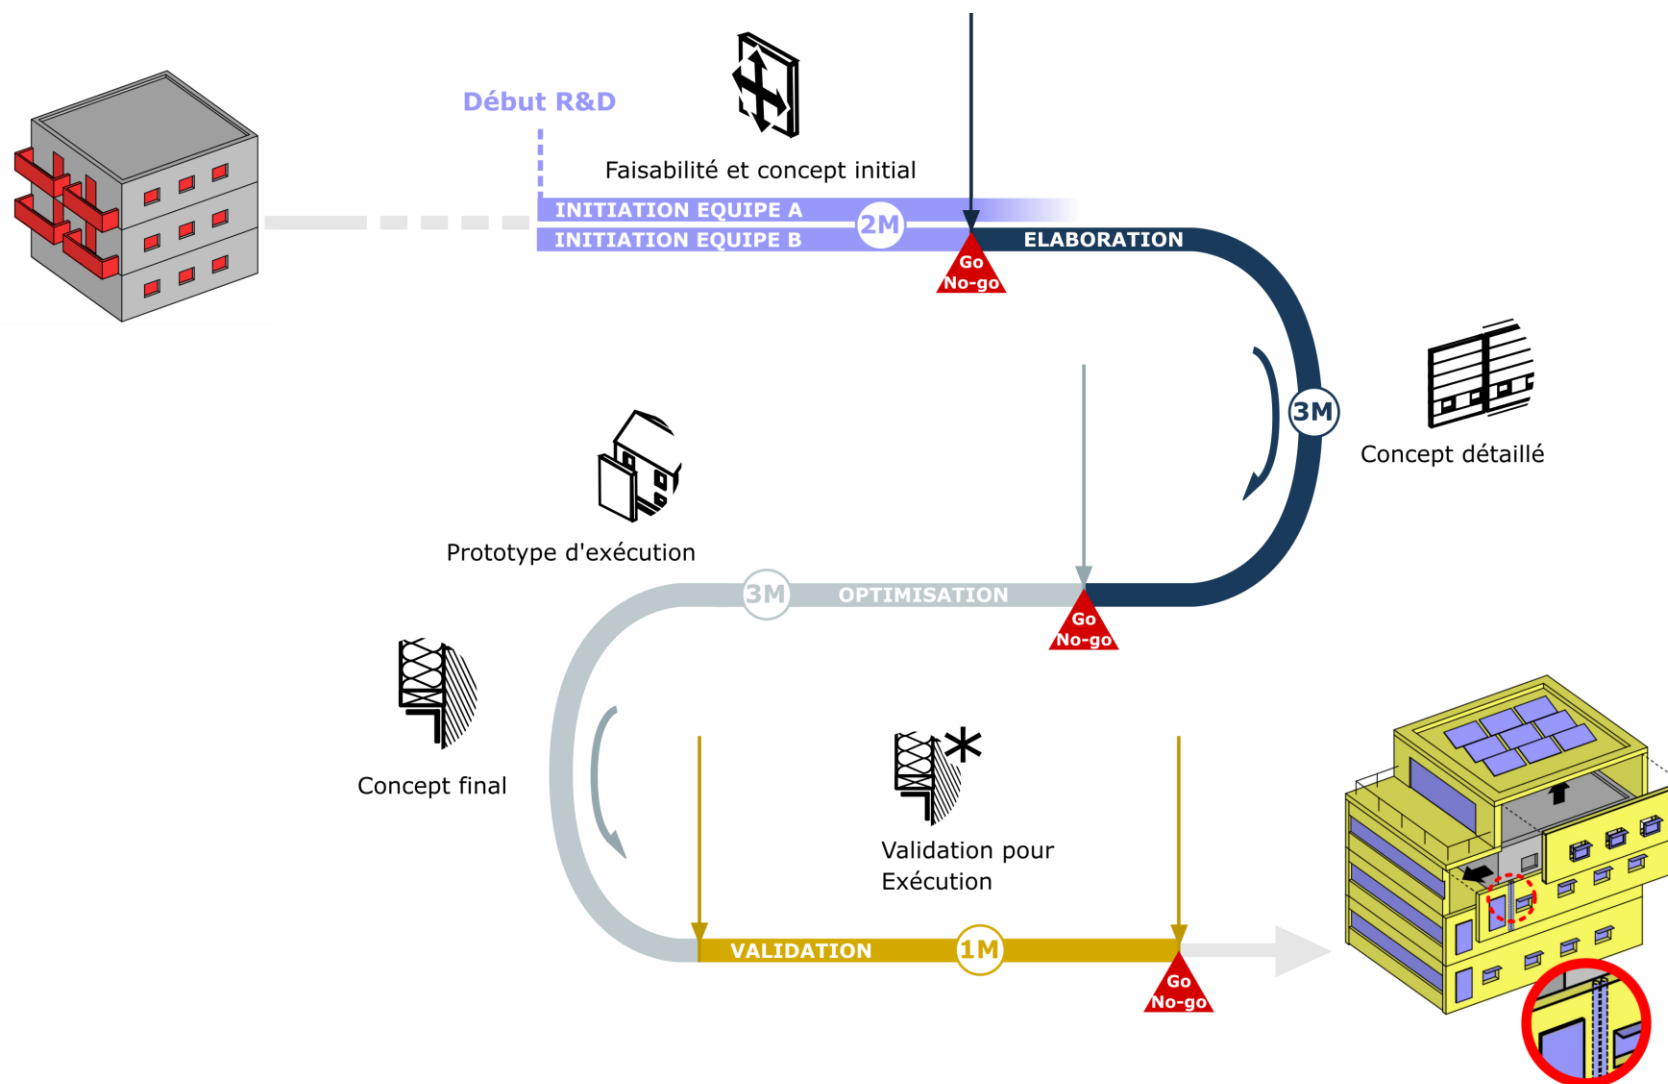 Début R&D
Faisabilité et concept initial
INITIATION EQUIPE A
INITIATION EQUIPE B
2M
ELABORATION
Go
No-go
3M
Concept détaillé
Prototype d'exécution
3M
OPTIMISATION
Go
No-go
Concept final
Validation pour
Exécution
VALIDATION
1M
Go
No-go